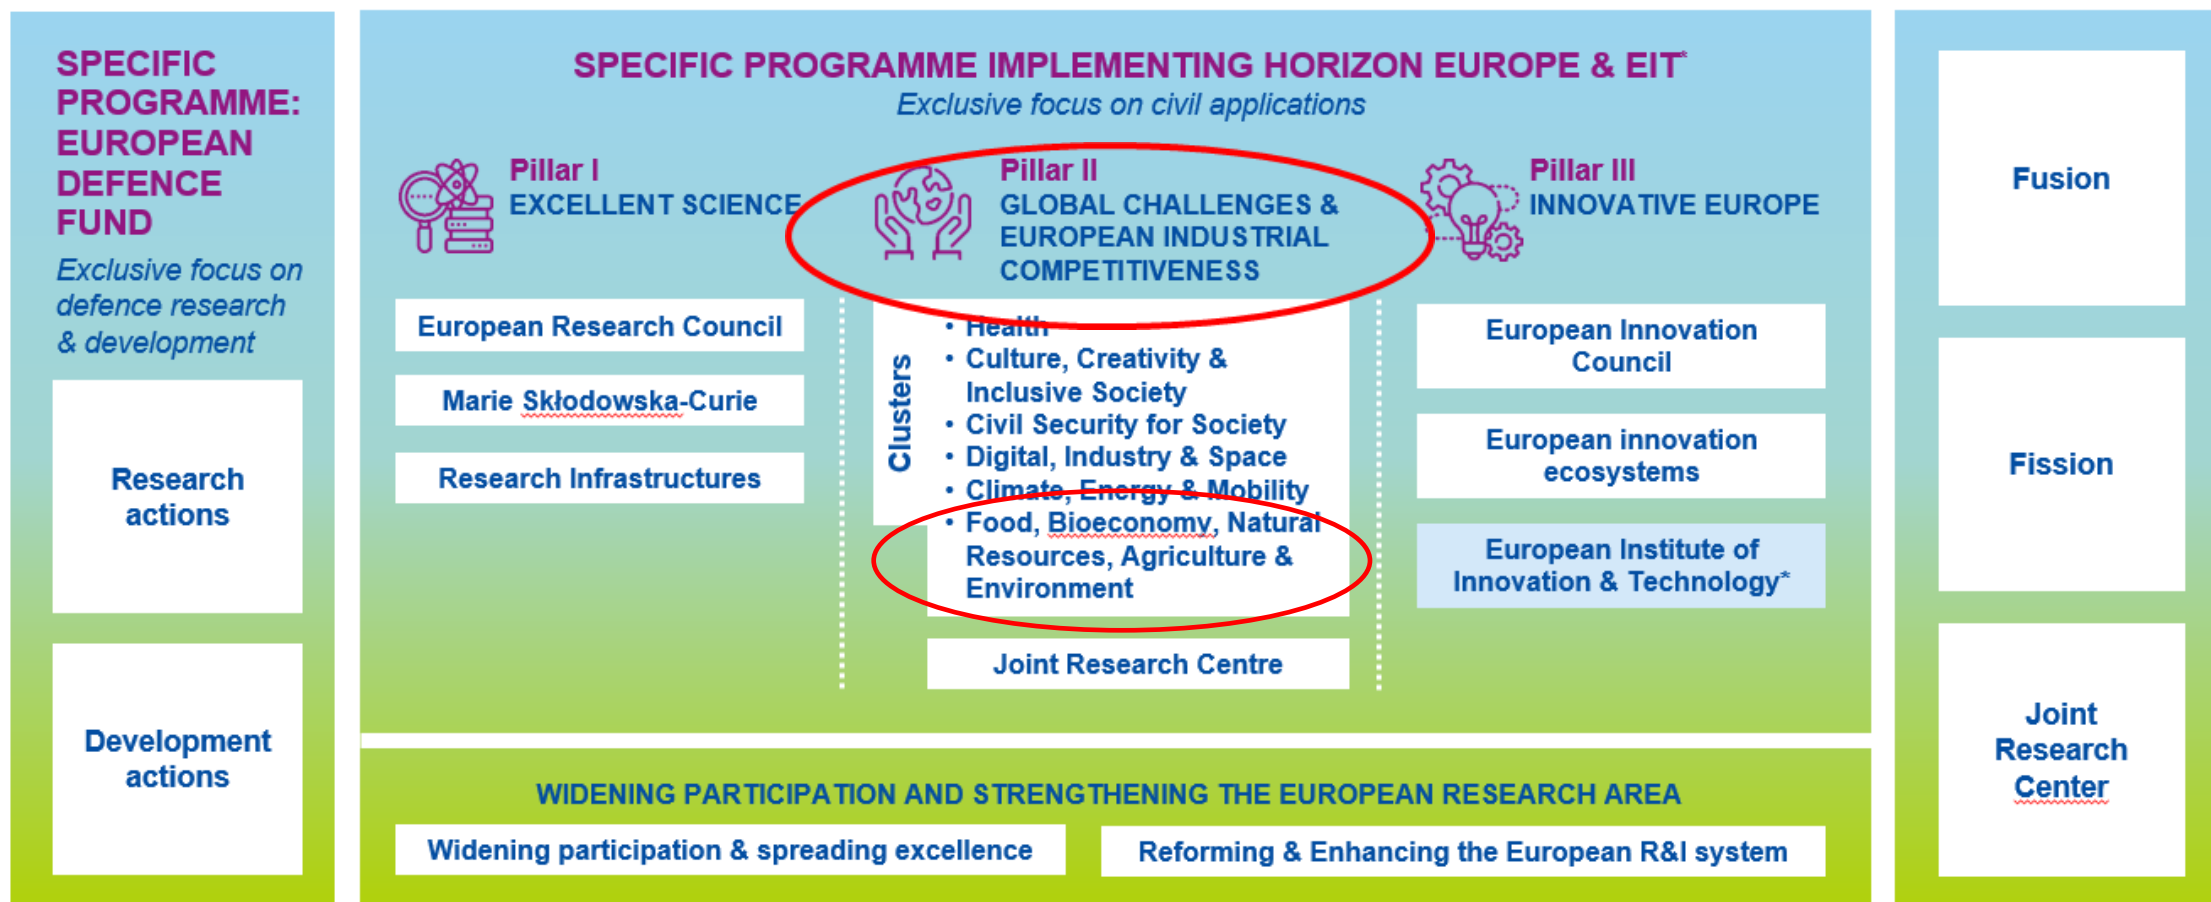 SPECIFIC
PROGRAMME:
EUROPEAN
DEFENCE
FUND
Exclusive focus on
defence research
& development
Research
actions
Development
actions
SPECIFIC PROGRAMME IMPLEMENTING HORIZON EUROPE & EIT*
Exclusive focus on civil applications
Pillar I
EXCELLENT SCIENCE
European Research Council
Marie Skłodowska-Curie
Research Infrastructures
Pillar II
GLOBAL CHALLENGES &
EUROPEAN INDUSTRIAL
COMPETITIVENESS
Clusters
• Health
• Culture, Creativity &
Inclusive Society
• Civil Security for Society
• Digital, Industry & Space
• Climate, Energy & Mobility
• Food, Bioeconomy, Natural
Resources, Agriculture &
Environment
Joint Research Centre
Pillar III
INNOVATIVE EUROPE
European Innovation
Council
European innovation
ecosystems
European Institute of
Innovation & Technology*
WIDENING PARTICIPATION AND STRENGTHENING THE EUROPEAN RESEARCH AREA
Widening participation & spreading excellence
Reforming & Enhancing the European R&I system
Fusion
Fission
Joint
Research
Center